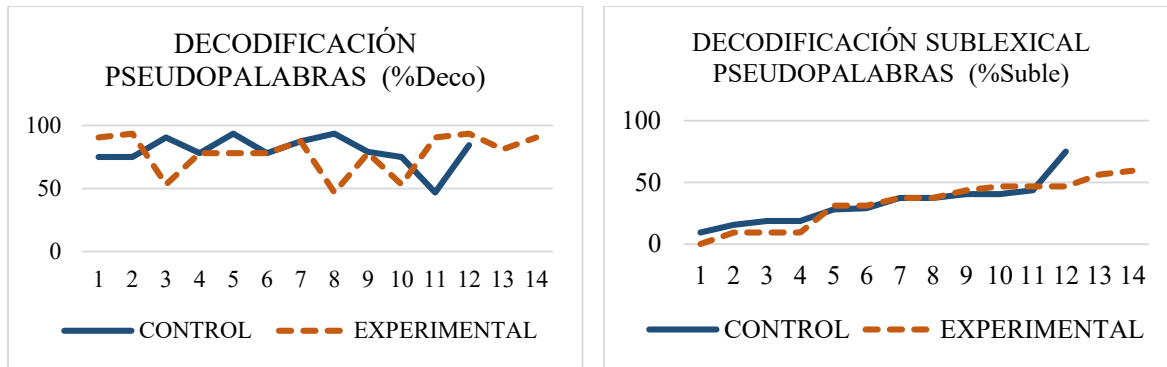 DECODIFICACIÓN
PSEUDOPALABRAS (%Deco)
100
50
0
1 2 3 4 5 6 7 8 9 10 11 12 13 14
CONTROL EXPERIMENTAL
DECODIFICACIÓN SUBLEXICAL
PSEUDOPALABRAS (%Suble)
100
50
0
1 2 3 4 5 6 7 8 9 10 11 12 13 14
CONTROL EXPERIMENTAL